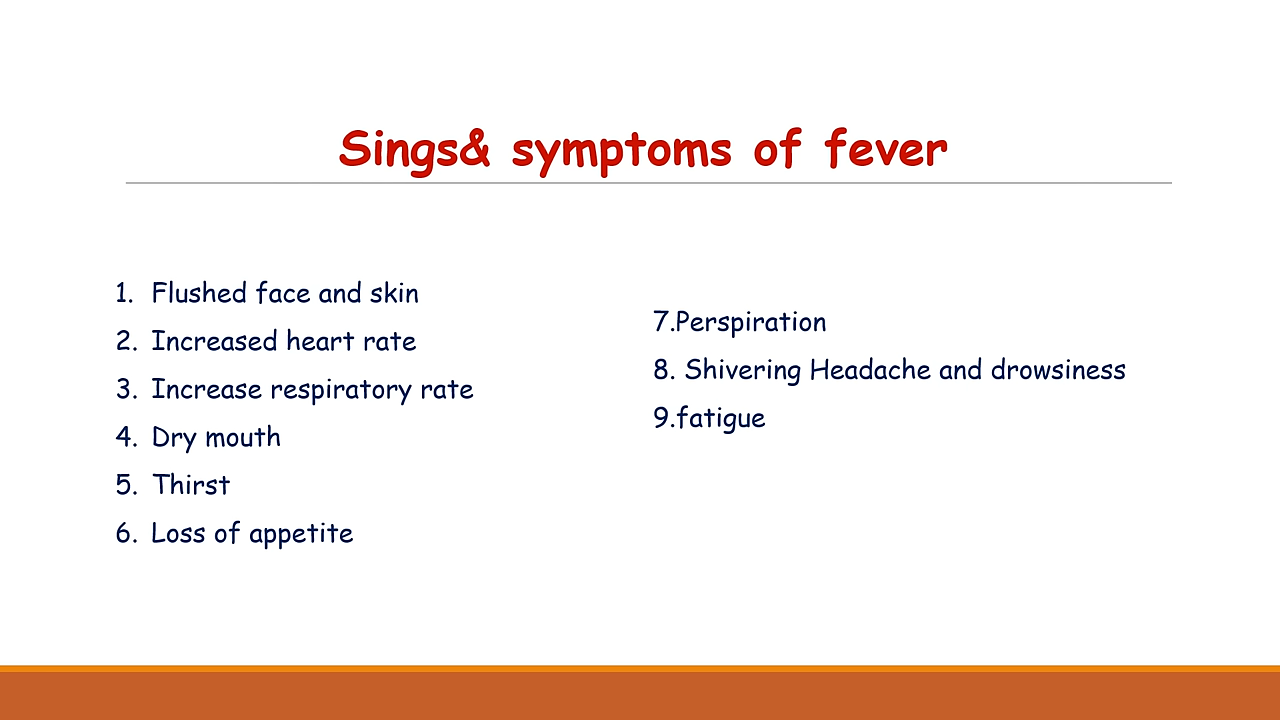 Sings& symptoms of fever
1. Flushed face and skin
2. Increased heart rate
3. Increase respiratory rate
4. Dry mouth
5. Thirst
6. Loss of appetite
7.Perspiration
8. Shivering Headache and drowsiness
9.fatigue